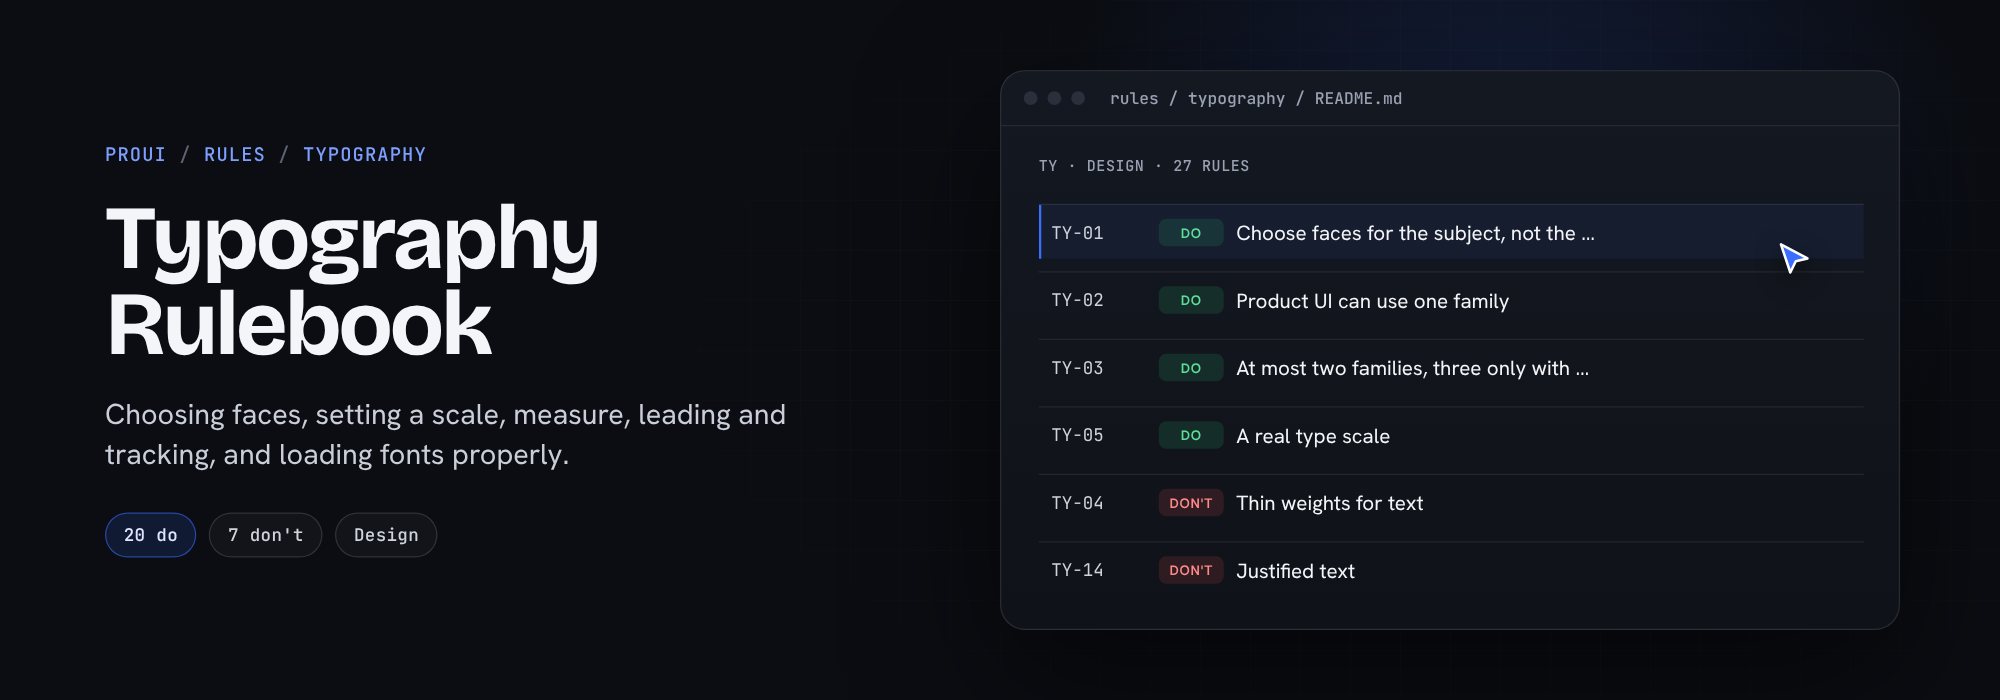 PROUI / RULES / TYPOGRAPHY
Typography
Rulebook
Choosing faces, setting a scale, measure, leading and
tracking, and loading fonts properly.
20 do
7 don't
Design
rules / typography / README.md
TY · DESIGN · 27 RULES
TY-01 DO Choose faces for the subject, not the ...
TY-02 DO Product UI can use one family
TY-03 DO At most two families, three only with ...
TY-05 DO A real type scale
TY-04 DON'T Thin weights for text
TY-14 DON'T Justified text